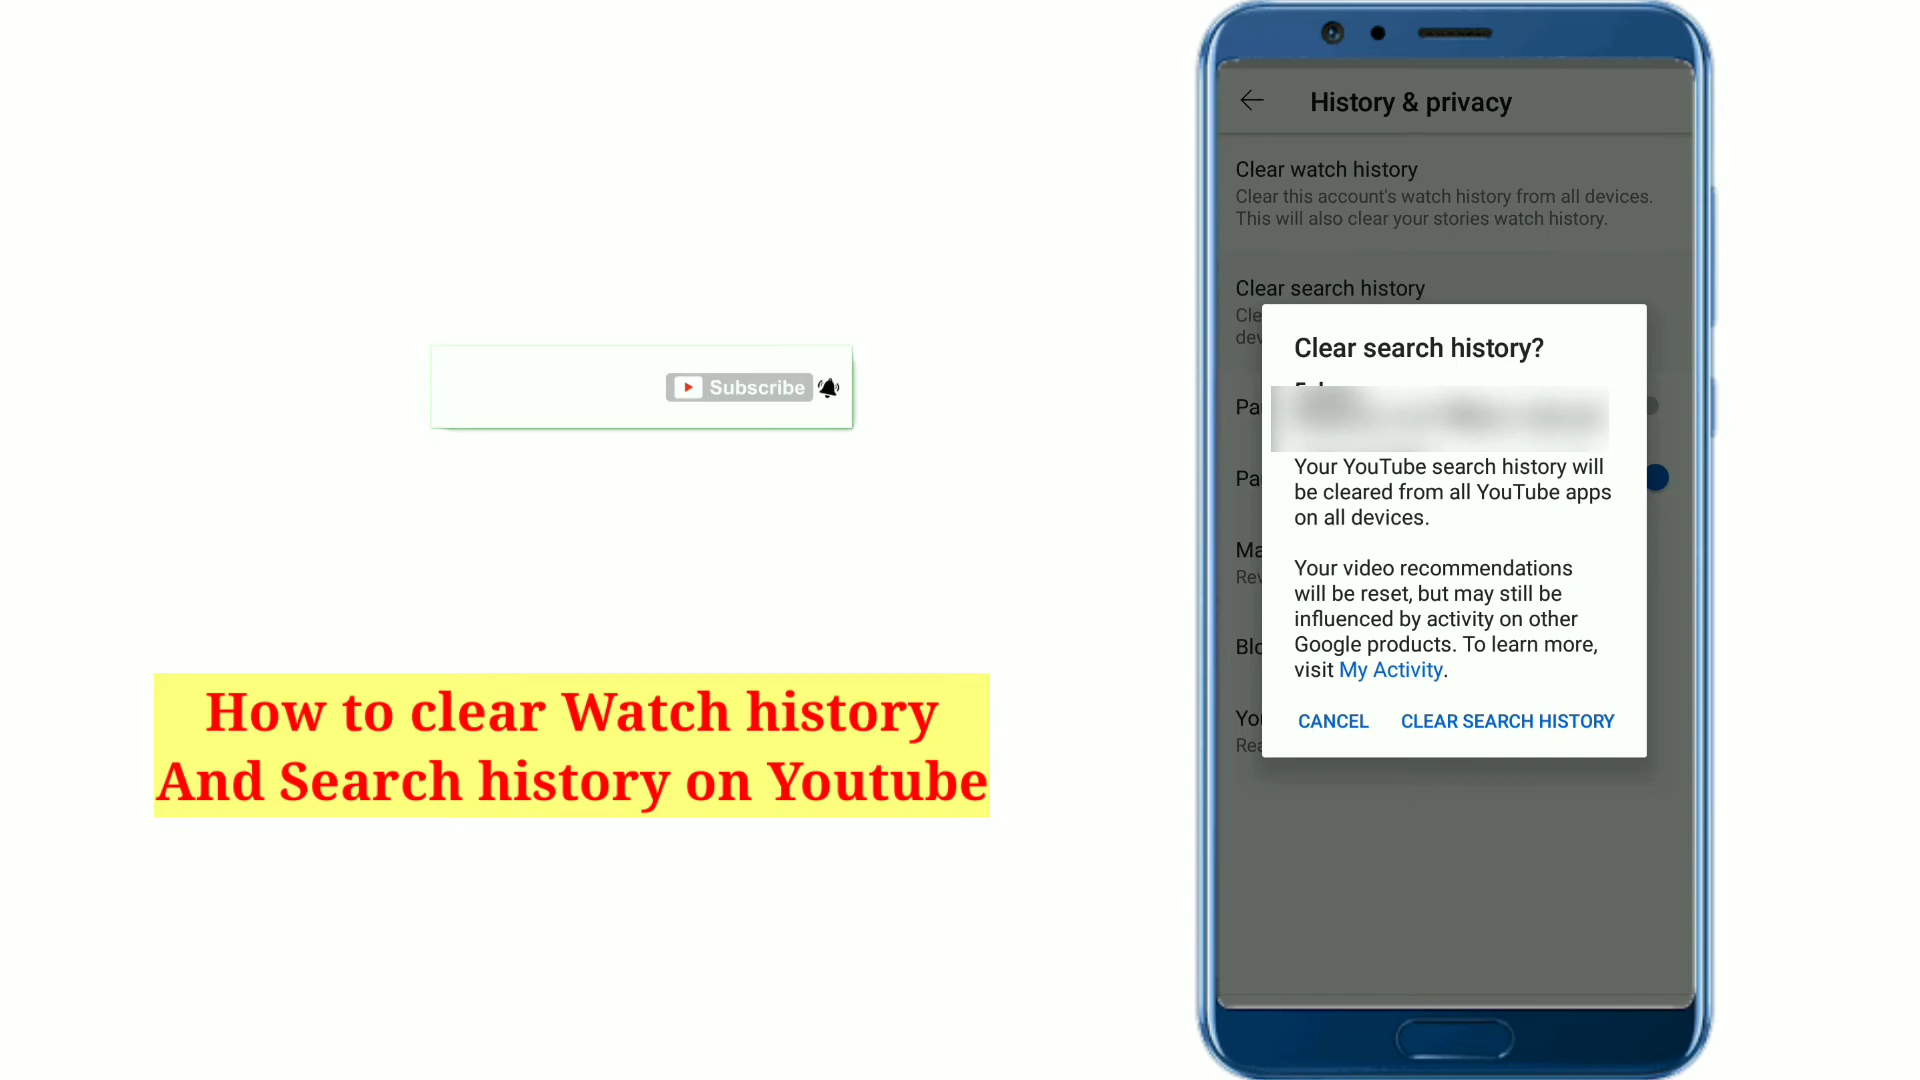 History & privacy
Clear watch history
Clear this account's watch history from all devices.
This will also clear your stories watch history.
Clear search history
Clear search history?
Your YouTube search history will
be cleared from all YouTube apps
on all devices.
Your video recommendations
will be reset, but may still be
influenced by activity on other
Google products. To learn more,
visit My Activity.
CANCEL CLEAR SEARCH HISTORY
Subscribe
How to clear Watch history
And Search history on Youtube